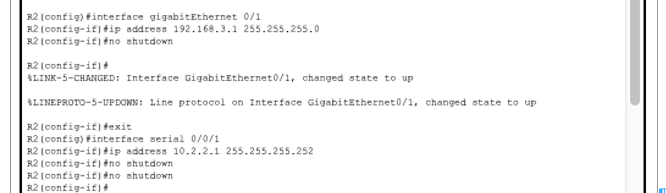 R2(config)#interface gigabitEthernet 0/1
R2(config-if)#ip address 192.168.3.1 255.255.255.0
R2(config-if)#no shutdown
R2(config-if)#
%LINK-5-CHANGED: Interface GigabitEthernet0/1, changed state to up
%LINEPROTO-5-UPDOWN: Line protocol on Interface GigabitEthernet0/1, changed state to up
R2(config-if)#exit
R2(config)#interface serial 0/0/1
R2(config-if)#ip address 10.2.2.1 255.255.255.252
R2(config-if)#no shutdown
R2(config-if)#no shutdown
R2(config-if)#